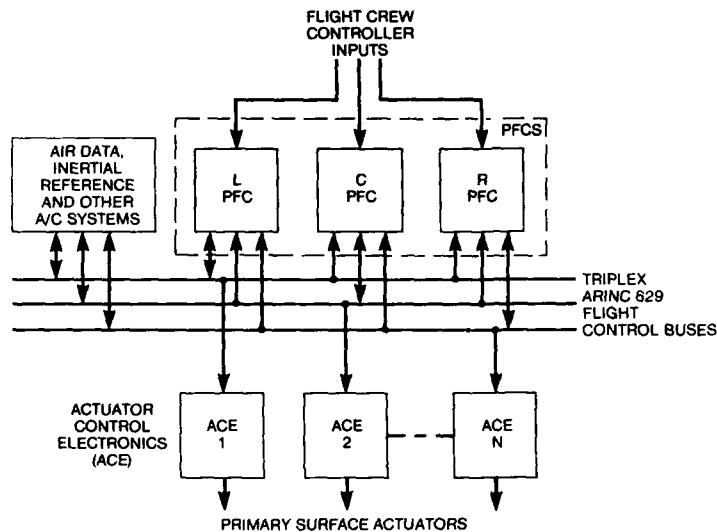 FLIGHT CREW
CONTROLLER
INPUTS
PFCS
AIR DATA,
INERTIAL
REFERENCE
AND OTHER
A/C SYSTEMS
L
PFC
C
PFC
R
PFC
TRIPLEX
ARINC 629
FLIGHT
CONTROL BUSES
ACTUATOR
CONTROL
ELECTRONICS
(ACE)
ACE
1
ACE
2
ACE
N
PRIMARY SURFACE ACTUATORS